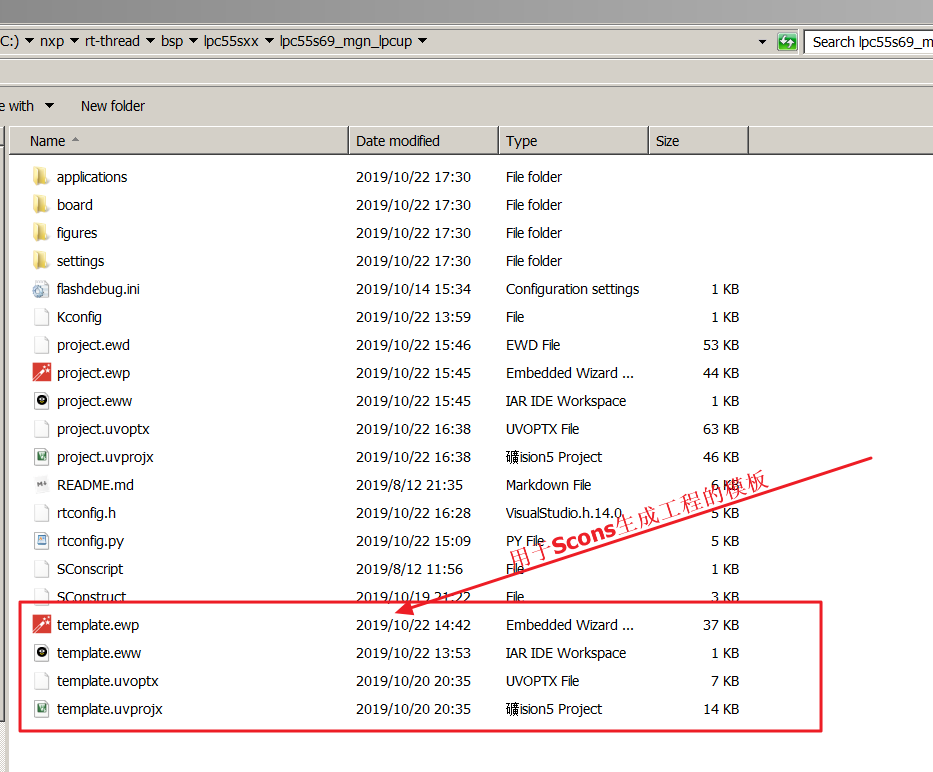 C:) nxp rt-thread bsp lpc55sxx lpc55s69_mgn_lpcup Search lpc55s69_m
e with New folder
Name Date modified Type Size
applications 2019/10/22 17:30 File folder
board 2019/10/22 17:30 File folder
figures 2019/10/22 17:30 File folder
settings 2019/10/22 17:30 File folder
flashdebug.ini 2019/10/14 15:34 Configuration settings 1 KB
Kconfig 2019/10/22 13:59 File 1 KB
project.ewd 2019/10/22 15:46 EWD File 53 KB
project.ewp 2019/10/22 15:45 Embedded Wizard ... 44 KB
project.eww 2019/10/22 15:45 IAR IDE Workspace 1 KB
project.uvoptx 2019/10/22 16:38 UVOPTX File 63 KB
project.uvprojx 2019/10/22 16:38 礦ision5 Project 46 KB
README.md 2019/8/12 21:35 Markdown File 6 KB
rtconfig.h 2019/10/22 16:28 VisualStudio.h.14.0 5 KB
rtconfig.py 2019/10/22 15:09 PY File 5 KB
用于Scons生成工程的模板
SConscript 2019/8/12 11:56 File 1 KB
SConstruct 2019/10/19 21:22 File 3 KB
template.ewp 2019/10/22 14:42 Embedded Wizard ... 37 KB
template.eww 2019/10/22 13:53 IAR IDE Workspace 1 KB
template.uvoptx 2019/10/20 20:35 UVOPTX File 7 KB
template.uvprojx 2019/10/20 20:35 礦ision5 Project 14 KB